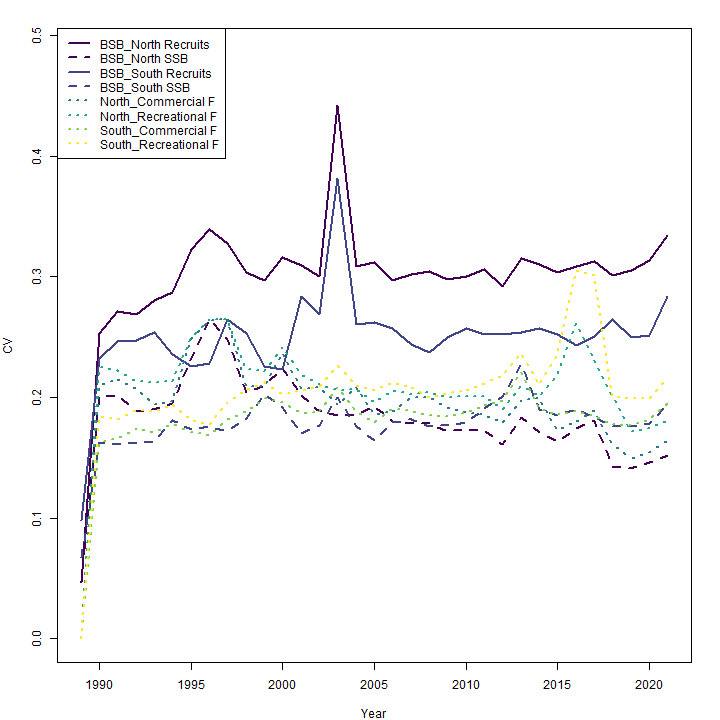 BSB_North Recruits
BSB_North SSB
BSB_South Recruits
BSB_South SSB
North_Commercial F
North_Recreational F
South_Commercial F
South_Recreational F
0.5
0.4
0.3
0.2
0.1
0.0
CV
1990 1995 2000 2005 2010 2015 2020
Year